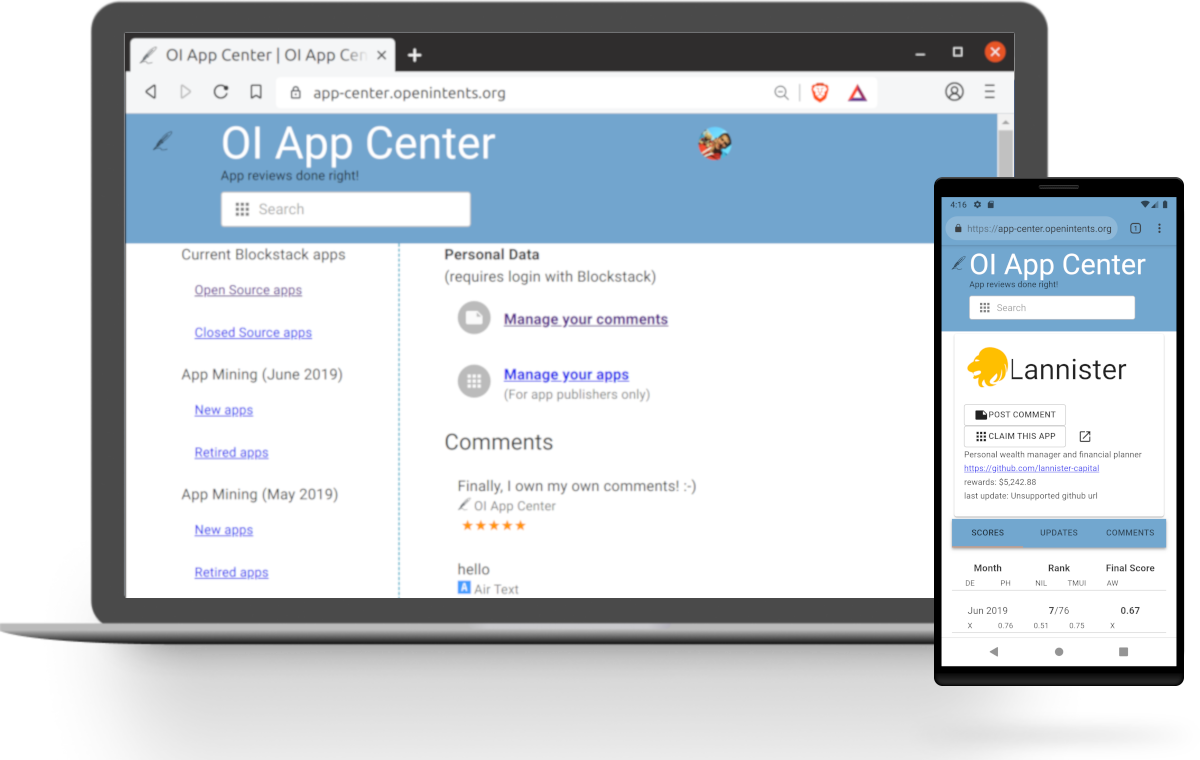 OI App Center | OI App Cen
app-center.openintents.org
OI App Center
App reviews done right!
Search
Current Blockstack apps
Open Source apps
Closed Source apps
App Mining (June 2019)
New apps
Retired apps
App Mining (May 2019)
New apps
Retired apps
Personal Data
(requires login with Blockstack)
Manage your comments
Manage your apps
(For app publishers only)
Comments
Finally, I own my own comments! :-)
OI App Center
hello
A Air Text
4:16
https://app-center.openintents.org 1
OI App Center
App reviews done right!
Search
Lannister
POST COMMENT
CLAIM THIS APP
Personal wealth manager and financial planner
https://github.com/lannister-capital
rewards: $5,242.88
last update: Unsupported github url
SCORES UPDATES COMMENTS
Month Rank Final Score
DE PH NIL TMUI AW
Jun 2019 7/76 0.67
X 0.76 0.51 0.75 X